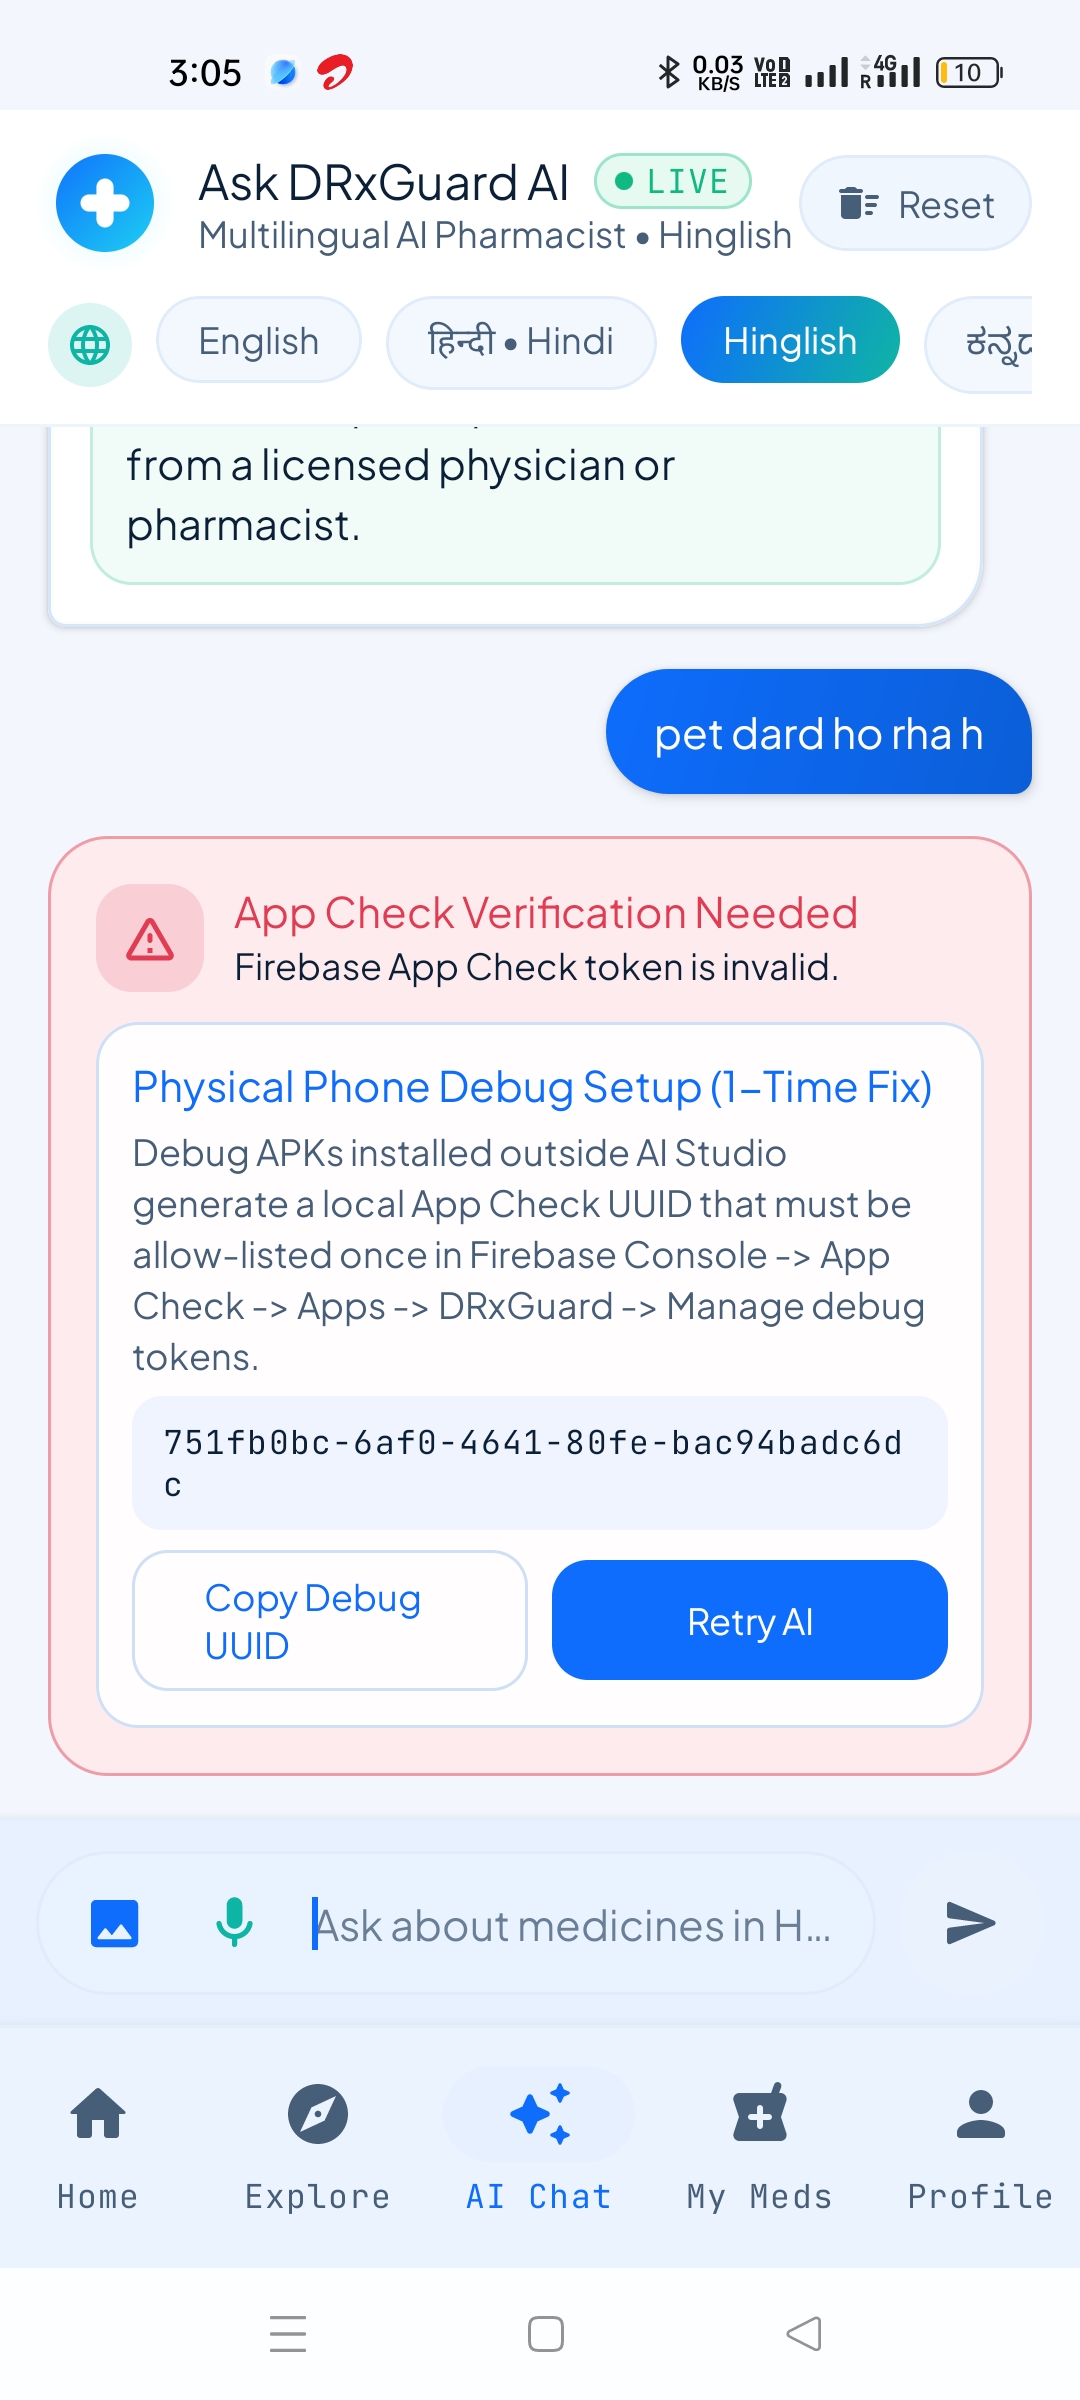 3:05
0.03 KB/S
Vo LTE 2
4G
R
10
Ask DRxGuard AI
LIVE
Multilingual AI Pharmacist • Hinglish
Reset
English
हिन्दी • Hindi
Hinglish
from a licensed physician or
pharmacist.
pet dard ho rha h
App Check Verification Needed
Firebase App Check token is invalid.
Physical Phone Debug Setup (1-Time Fix)
Debug APKs installed outside AI Studio
generate a local App Check UUID that must be
allow-listed once in Firebase Console -> App
Check -> Apps -> DRxGuard -> Manage debug
tokens.
751fb0bc-6af0-4641-80fe-bac94badc6d
c
Copy Debug
UUID
Retry AI
Ask about medicines in H...
Home
Explore
AI Chat
My Meds
Profile